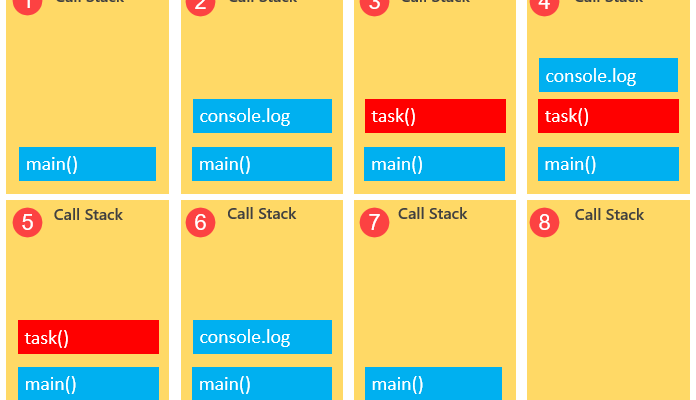 1 Call Stack
2 Call Stack
3 Call Stack
4 Call Stack
console.log
console.log
task()
task()
main()
main()
main()
main()
5 Call Stack
6 Call Stack
7 Call Stack
8 Call Stack
task()
console.log
main()
main()
main()